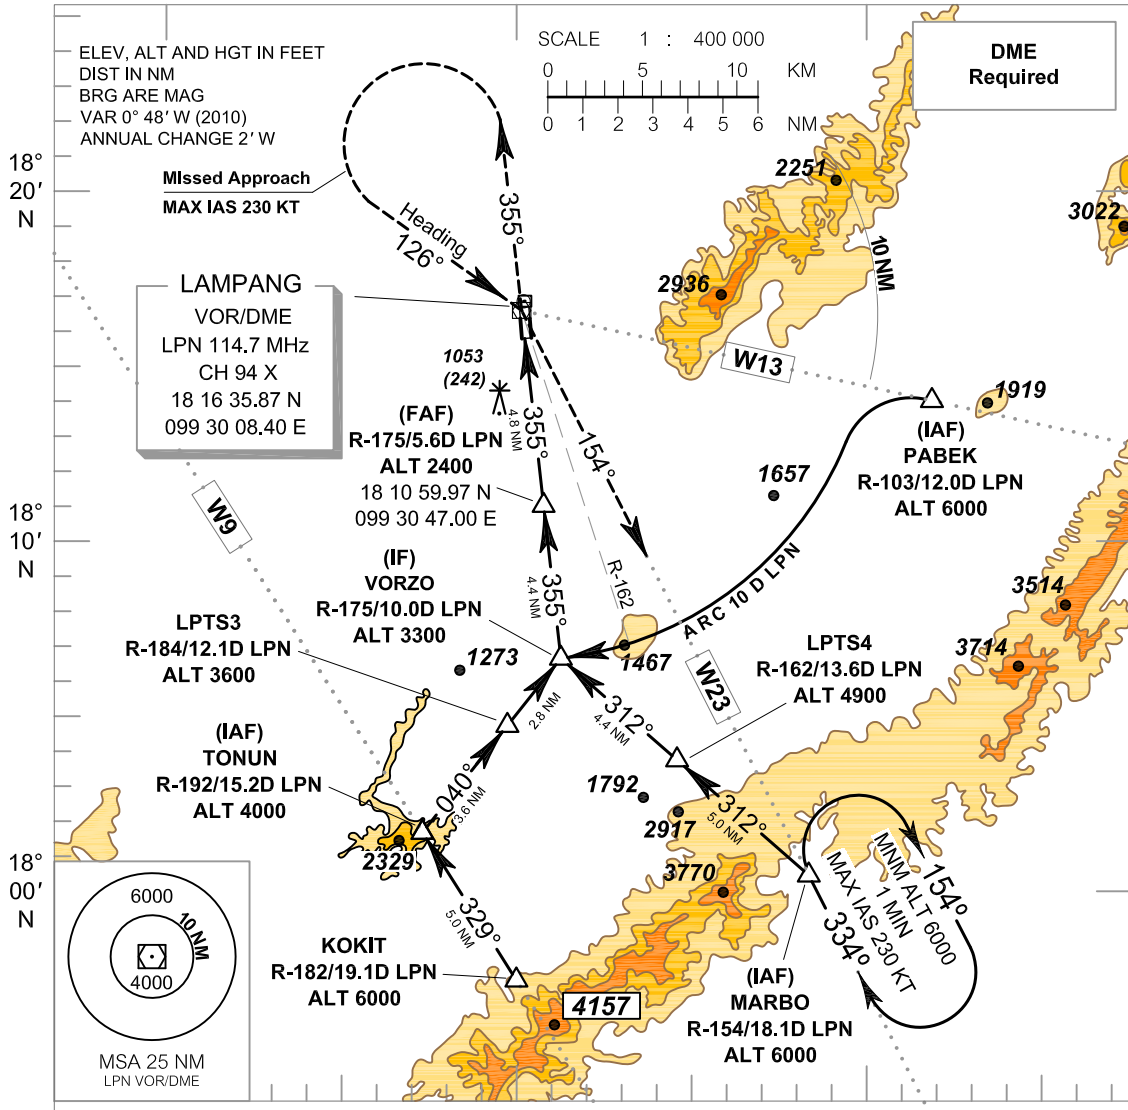 ELEV, ALT AND HGT IN FEET
DIST IN NM
BRG ARE MAG
VAR 0° 48' W (2010)
ANNUAL CHANGE 2' W
SCALE 1 : 400 000
0 5 10 KM
0 1 2 3 4 5 6 NM
DME
Required
18°
20'
N
MIssed Approach
MAX IAS 230 KT
Heading
126°
355°
2251
3022
10 NM
2936
LAMPANG
VOR/DME
LPN 114.7 MHz
CH 94 X
18 16 35.87 N
099 30 08.40 E
W13
1053
(242)
4.8 NM
355°
1919
(FAF)
R-175/5.6D LPN
ALT 2400
18 10 59.97 N
099 30 47.00 E
154°
1657
(IAF)
PABEK
R-103/12.0D LPN
ALT 6000
W9
18°
10'
N
(IF)
VORZO
R-175/10.0D LPN
ALT 3300
355°
4.4 NM
R-162
ARC 10 D LPN
3514
LPTS3
R-184/12.1D LPN
ALT 3600
1273
1467
LPTS4
R-162/13.6D LPN
ALT 4900
3714
W23
2.8 NM
312°
4.4 NM
(IAF)
TONUN
R-192/15.2D LPN
ALT 4000
040°
3.6 NM
1792
2917
312°
5.0 NM
2329
3770
18°
00'
N
154°
MNM ALT 6000
1 MIN
MAX IAS 230 KT
334°
6000
10 NM
4000
MSA 25 NM
LPN VOR/DME
329°
5.0 NM
KOKIT
R-182/19.1D LPN
ALT 6000
4157
(IAF)
MARBO
R-154/18.1D LPN
ALT 6000